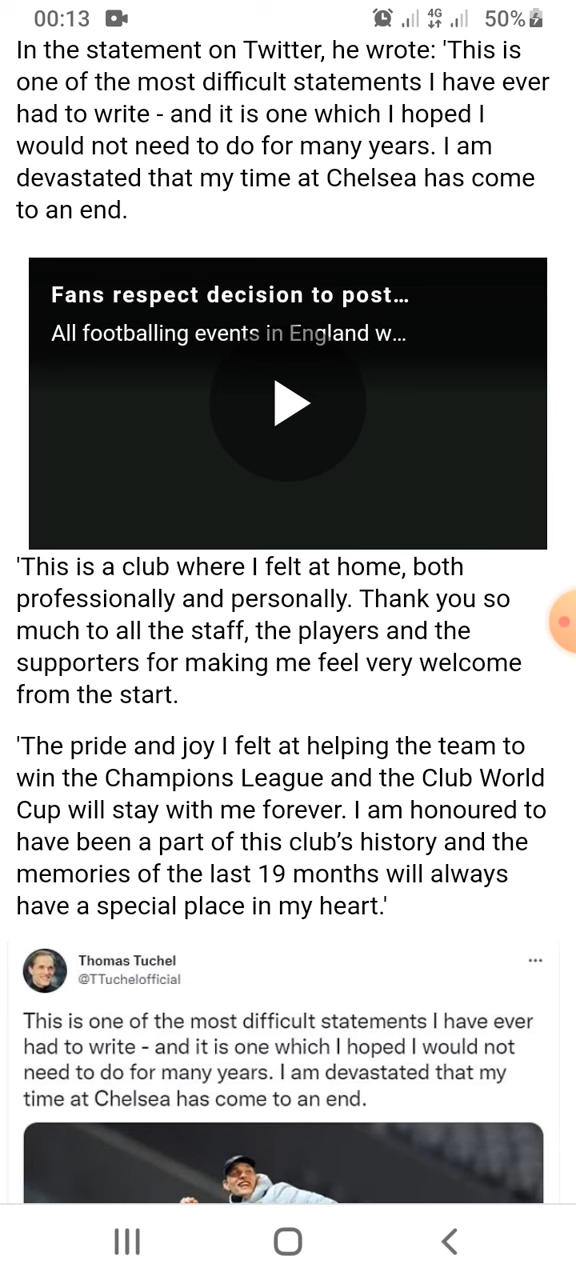 00:13
4G
50%
In the statement on Twitter, he wrote: 'This is
one of the most difficult statements I have ever
had to write - and it is one which I hoped I
would not need to do for many years. I am
devastated that my time at Chelsea has come
to an end.
Fans respect decision to post...
All footballing events in England w...
'This is a club where I felt at home, both
professionally and personally. Thank you so
much to all the staff, the players and the
supporters for making me feel very welcome
from the start.
'The pride and joy I felt at helping the team to
win the Champions League and the Club World
Cup will stay with me forever. I am honoured to
have been a part of this club’s history and the
memories of the last 19 months will always
have a special place in my heart.'
Thomas Tuchel
@TTuchelofficial
This is one of the most difficult statements I have ever
had to write - and it is one which I hoped I would not
need to do for many years. I am devastated that my
time at Chelsea has come to an end.